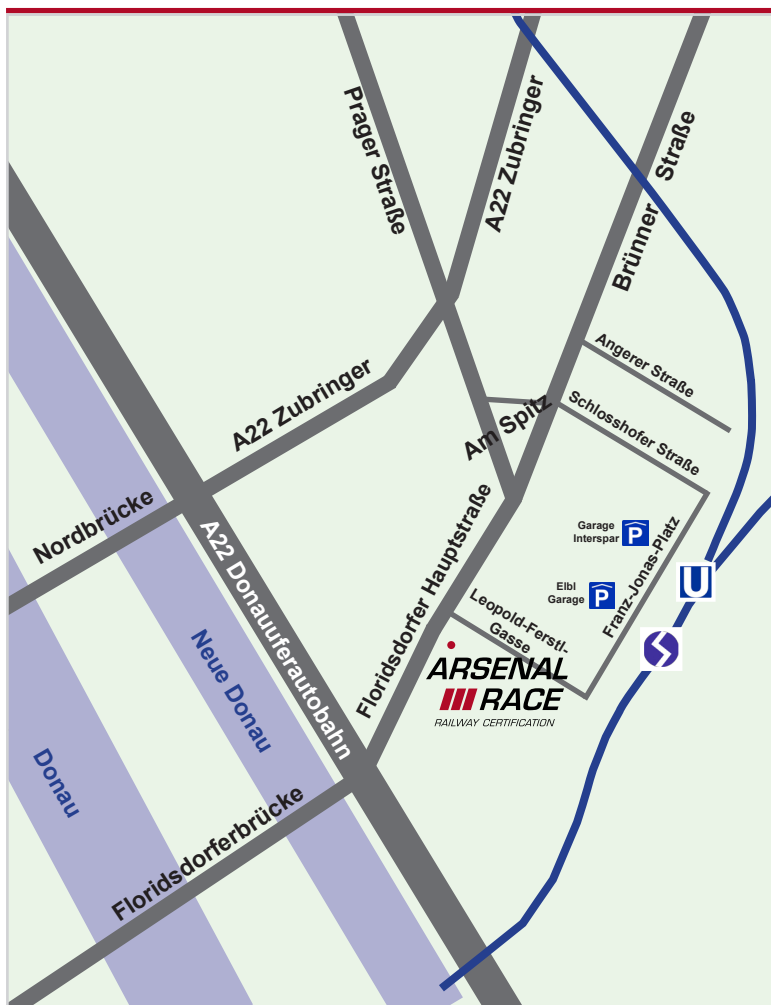 Prager Straße
A22 Zubringer
Brünner Straße
Angerer Straße
A22 Zubringer
Am Spitz
Schlosshofer Straße
Nordbrücke
Floridsdorfer Hauptstraße
Garage
Interspar
P
Franz-Jonas-Platz
A22 Donauuferautobahn
Elbl
Garage
P
U
Leopold-Ferstl-
Gasse
Neue Donau
ARSENAL
RACE
RAILWAY CERTIFICATION
Donau
Floridsdorferbrücke